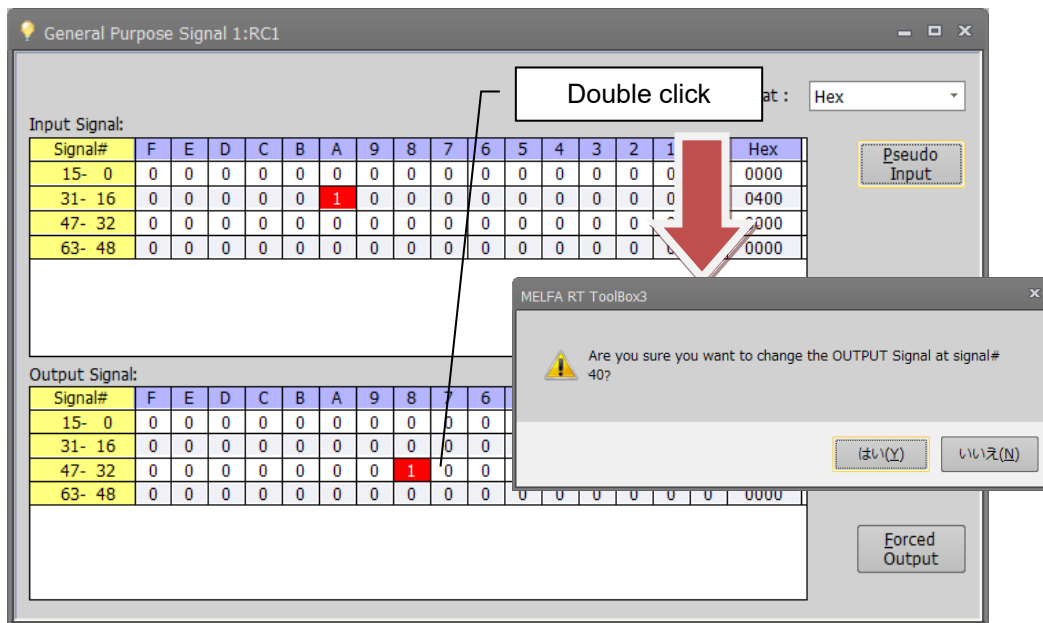 General Purpose Signal 1:RC1
Double click
at : Hex
Input Signal:
Signal# F E D C B A 9 8 7 6 5 4 3 2 1 Hex
15- 0 0 0 0 0 0 0 0 0 0 0 0 0 0 0 0 0000
31- 16 0 0 0 0 0 1 0 0 0 0 0 0 0 0 0 0400
47- 32 0 0 0 0 0 0 0 0 0 0 0 0 0 0 0 0000
63- 48 0 0 0 0 0 0 0 0 0 0 0 0 0 0 0 0000
Pseudo
Input
MELFA RT ToolBox3
Are you sure you want to change the OUTPUT Signal at signal#
40?
はい(Y) いいえ(N)
Output Signal:
Signal# F E D C B A 9 8 7 6
15- 0 0 0 0 0 0 0 0 0 0 0
31- 16 0 0 0 0 0 0 0 0 0 0
47- 32 0 0 0 0 0 0 0 1 0 0
63- 48 0 0 0 0 0 0 0 0 0 0 0 0 0 0 0 0 0000
Forced
Output